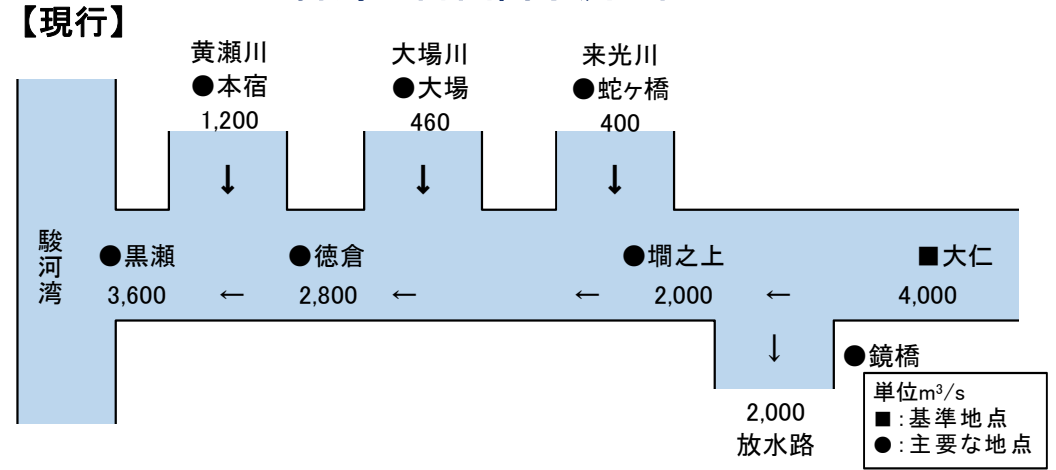 【現行】
黄瀬川
●本宿
1,200
↓
大場川
●大場
460
↓
来光川
●蛇ヶ橋
400
↓
駿河湾
●黒瀬
3,600
←
●徳倉
2,800
←
←
●墹之上
2,000
←
■大仁
4,000
↓
2,000
放水路
●鏡橋
単位m³/s
■:基準地点
●:主要な地点